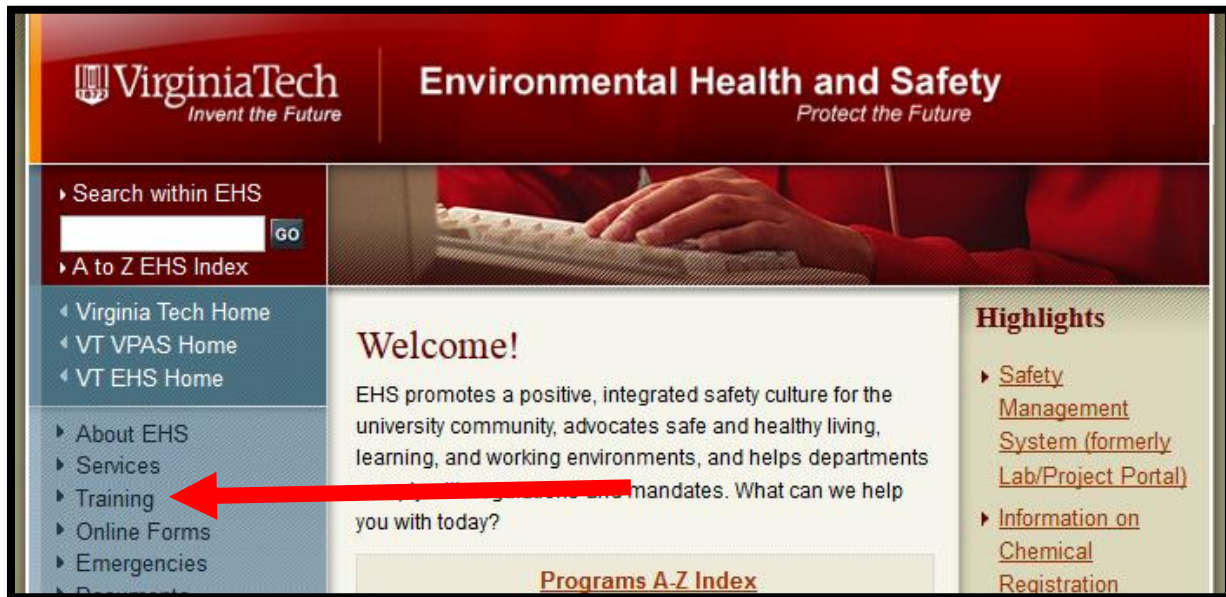 VirginiaTech
Invent the Future
Environmental Health and Safety
Protect the Future
Search within EHS
GO
A to Z EHS Index
Virginia Tech Home
VT VPAS Home
VT EHS Home
About EHS
Services
Training
Online Forms
Emergencies
Documents
Welcome!
EHS promotes a positive, integrated safety culture for the
university community, advocates safe and healthy living,
learning, and working environments, and helps departments
and mandates. What can we help
you with today?
Programs A-Z Index
Highlights
Safety
Management
System (formerly
Lab/Project Portal)
Information on
Chemical
Registration